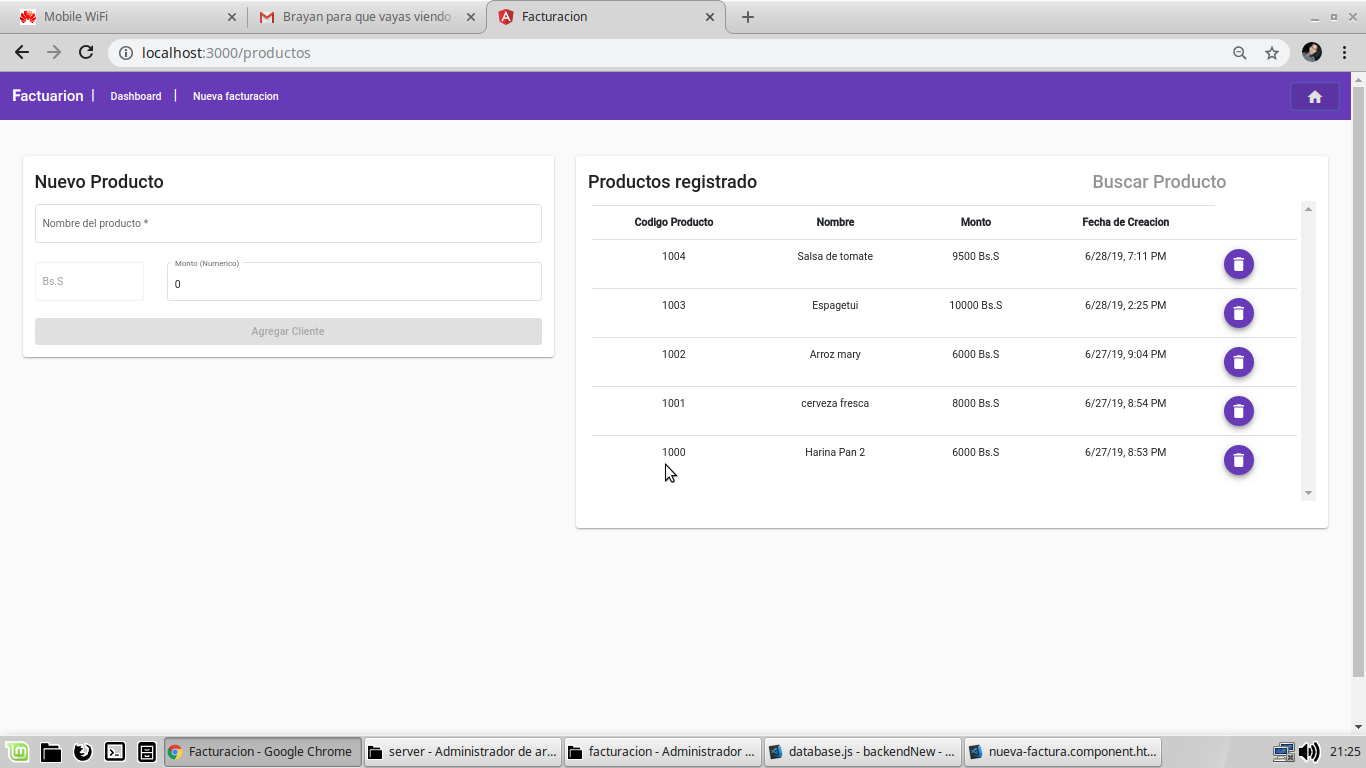 Mobile WiFi
Brayan para que vayas viendo
Facturacion
localhost:3000/productos
Factuarion | Dashboard | Nueva facturacion
Nuevo Producto
Nombre del producto *
Bs.S
Monto (Numerico)
0
Agregar Cliente
Productos registrado
Buscar Producto
Codigo Producto Nombre Monto Fecha de Creacion
1004 Salsa de tomate 9500 Bs.S 6/28/19, 7:11 PM
1003 Espagetui 10000 Bs.S 6/28/19, 2:25 PM
1002 Arroz mary 6000 Bs.S 6/27/19, 9:04 PM
1001 cerveza fresca 8000 Bs.S 6/27/19, 8:54 PM
1000 Harina Pan 2 6000 Bs.S 6/27/19, 8:53 PM
Facturacion - Google Chrome
server - Administrador de ar...
facturacion - Administrador ...
database.js - backendNew - ...
nueva-factura.component.ht...
21:25